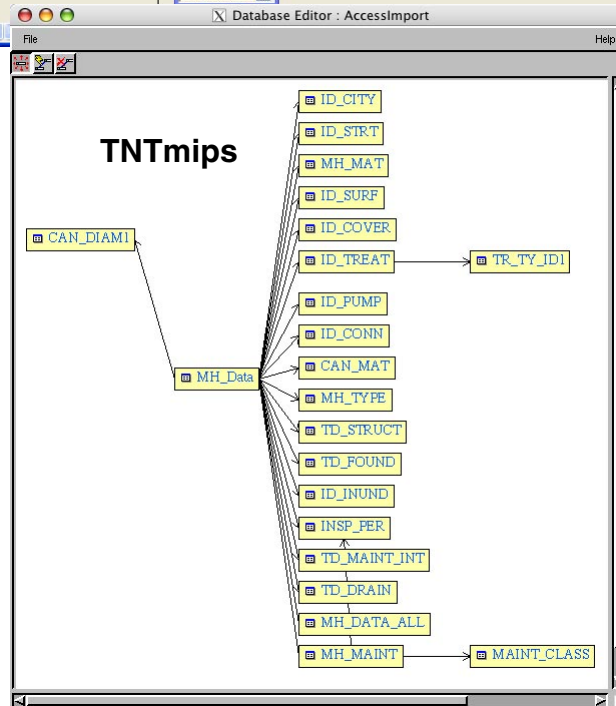 Database Editor : AccessImport
File Help
TNTmips
ID_CITY
ID_STRT
MH_MAT
ID_SURF
ID_COVER
CAN_DIAM1
ID_TREAT
TR_TY_ID1
ID_PUMP
ID_CONN
CAN_MAT
MH_Data
MH_TYPE
TD_STRUCT
TD_FOUND
ID_INUND
INSP_PER
TD_MAINT_INT
TD_DRAIN
MH_DATA_ALL
MH_MAINT
MAINT_CLASS